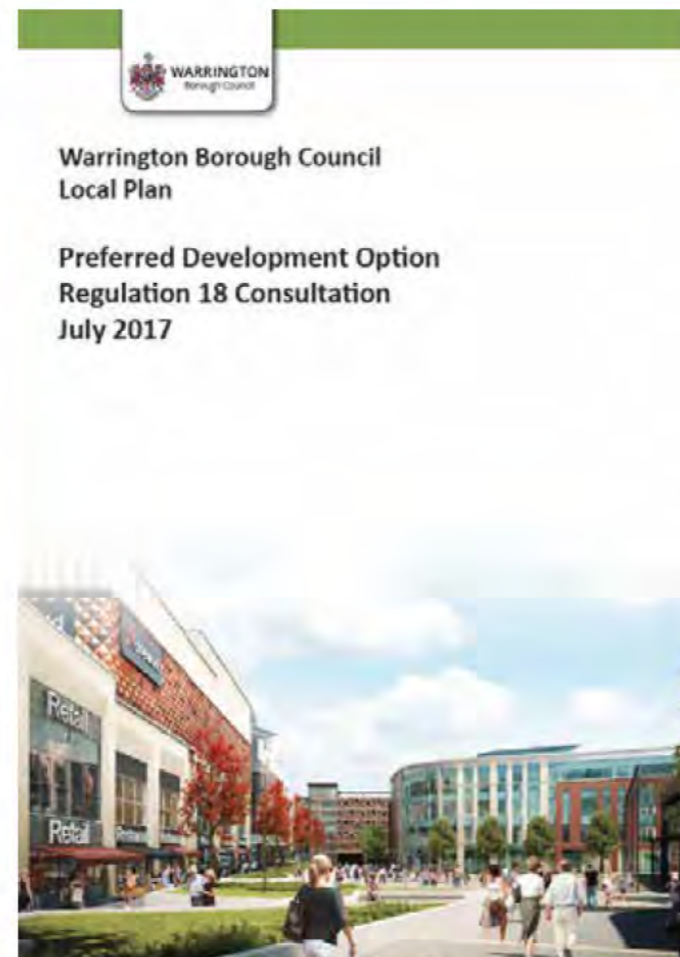 WARRINGTON
Borough Council
Warrington Borough Council
Local Plan
Preferred Development Option
Regulation 18 Consultation
July 2017
Retail
Retail